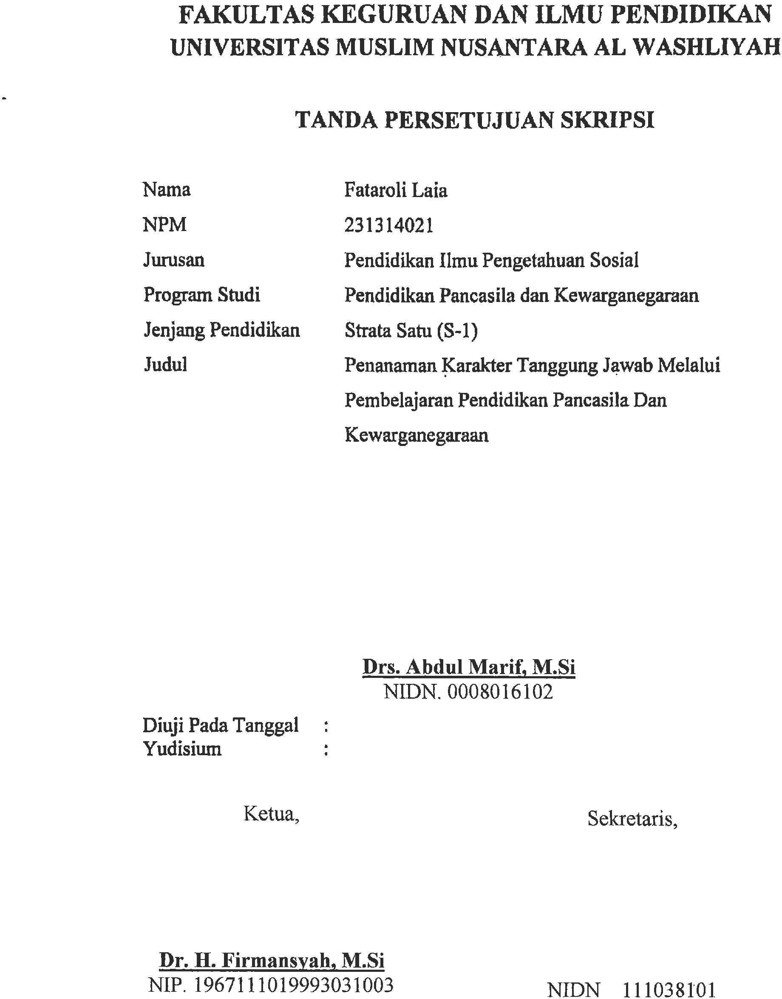 FAKULTAS KEGURUAN DAN ILMU PENDIDIKAN
UNIVERSITAS MUSLIM NUSANTARA AL WASHLIYAH
TANDA PERSETUJUAN SKRIPSI
Nama Fataroli Laia
NPM 231314021
Jurusan Pendidikan Ilmu Pengetahuan Sosial
Program Studi Pendidikan Pancasila dan Kewarganegaraan
Jenjang Pendidikan Strata Satu (S-1)
Judul Penanaman Karakter Tanggung Jawab Melalui
Pembelajaran Pendidikan Pancasila Dan
Kewarganegaraan
Drs. Abdul Marif, M.Si
NIDN. 0008016102
Diuji Pada Tanggal :
Yudisium :
Ketua, Sekretaris,
Dr. H. Firmansyah, M.Si
NIP. 1967111019993031003 NIDN 111038101